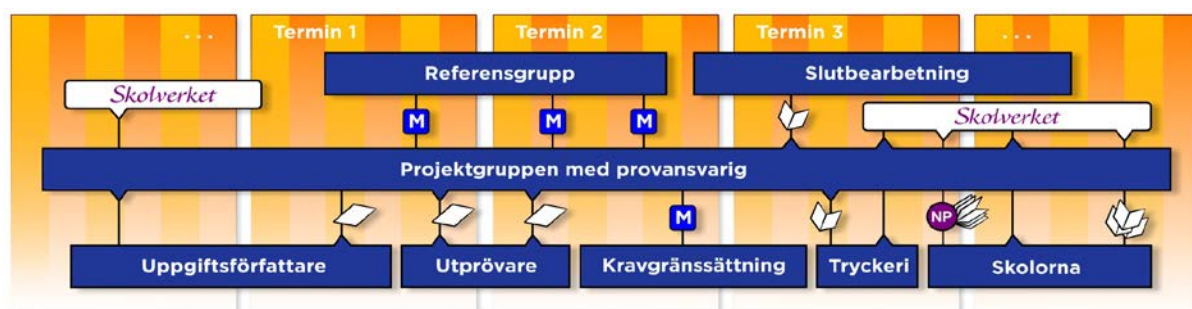 . . .
Termin 1
Termin 2
Termin 3
. . .
Referensgrupp
Slutbearbetning
Skolverket
M
M
M
Skolverket
Projektgruppen med provansvarig
M
NP
Uppgiftsförfattare
Utprövare
Kravgränssättning
Tryckeri
Skolorna